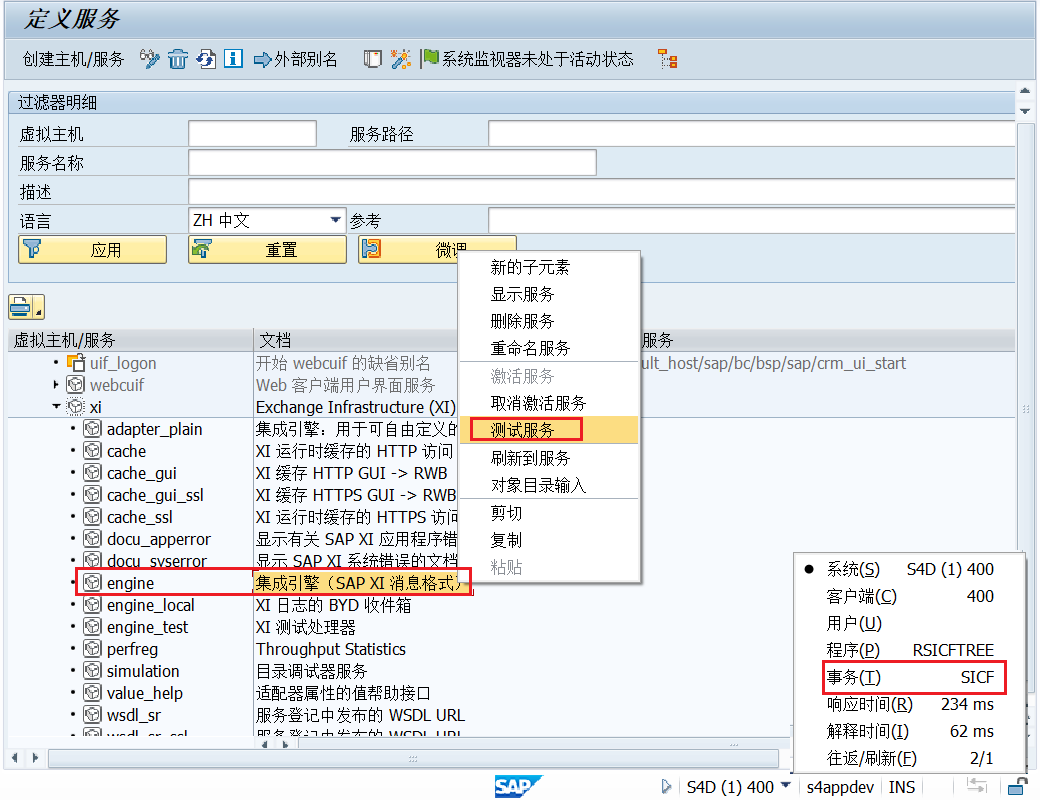 定义服务
创建主机/服务 外部别名 系统监视器未处于活动状态
过滤器明细
虚拟主机 服务路径
服务名称
描述
语言 ZH 中文 参考
应用 重置 微调
新的子元素
显示服务
删除服务
重命名服务
激活服务
取消激活服务
测试服务
刷新到服务
对象目录输入
剪切
复制
粘贴
虚拟主机/服务 文档 服务
uif_logon 开始 webcuif 的缺省别名 ult_host/sap/bc/bsp/sap/crm_ui_start
webcuif Web 客户端用户界面服务
xi Exchange Infrastructure (XI)
adapter_plain 集成引擎：用于可自由定义的
cache XI 运行时缓存的 HTTP 访问
cache_gui XI 缓存 HTTP GUI -> RWB
cache_gui_ssl XI 缓存 HTTPS GUI -> RWB
cache_ssl XI 运行时缓存的 HTTPS 访问
docu_apperror 显示有关 SAP XI 应用程序错
docu_syserror 显示 SAP XI 系统错误的文档
engine 集成引擎（SAP XI 消息格式）
engine_local XI 日志的 BYD 收件箱
engine_test XI 测试处理器
perfreg Throughput Statistics
simulation 目录调试器服务
value_help 适配器属性的值帮助接口
wsdl_sr 服务登记中发布的 WSDL URL
wsdl_sr_ssl 服务登记中发布的 WSDL URL
系统(S) S4D (1) 400
客户端(C) 400
用户(U)
程序(P) RSICFTREE
事务(T) SICF
响应时间(R) 234 ms
解释时间(I) 62 ms
往返/刷新(F) 2/1
SAP S4D (1) 400 s4appdev INS